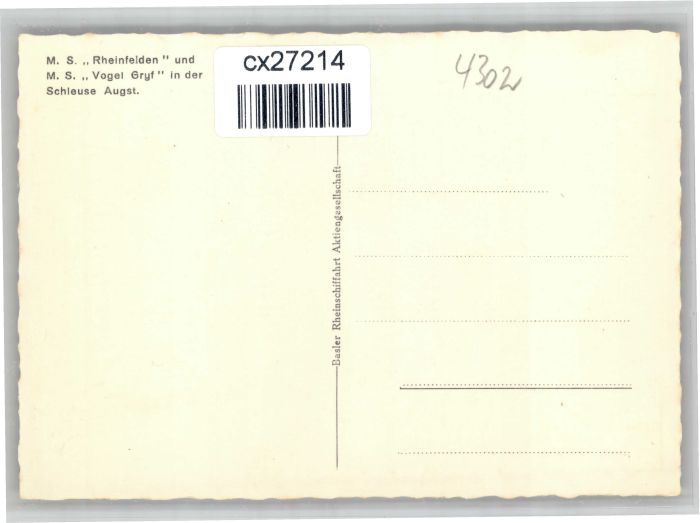 M. S. „Rheinfelden" und
M. S. „Vogel Gryf" in der
Schleuse Augst.
cx27214
4302
Basler Rheinschiffahrt Aktiengesellschaft